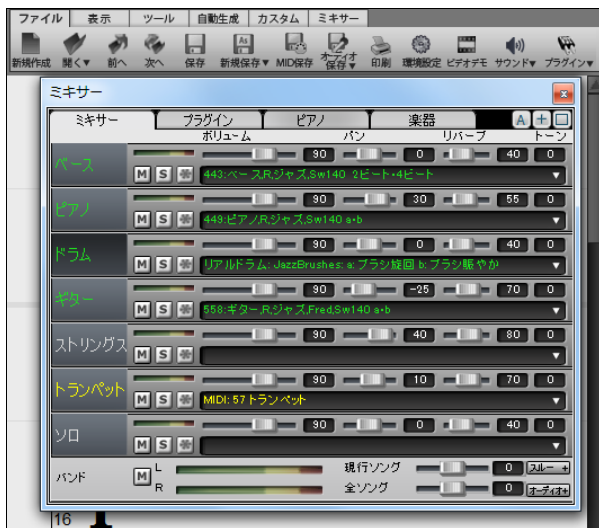 ファイル 表示 ツール 自動生成 カスタム ミキサー
新規作成 開く▼ 前へ 次へ 保存 新規保存▼ MID保存 オーディオ保存▼ 印刷 環境設定 ビデオデモ サウンド▼ プラグイン▼
ミキサー
ミキサー プラグイン ピアノ 楽器 A +
ボリューム パン リバーブ トーン
ベース 90 0 40 0
M S 443:ベース,R,ジャズ,Sw140 2ビート・4ビート
ピアノ 90 30 55 0
M S 449:ピアノ,R,ジャズ,Sw140 a・b
ドラム 90 0 40 0
M S リアルドラム: JazzBrushes: a: ブラシ旋回 b: ブラシ賑やか
ギター 90 -25 70 0
M S 558:ギター,R,ジャズ,Fred,Sw140 a・b
ストリングス 90 40 80 0
M S
トランペット 90 10 70 0
M S MIDI: 57 トランペット
ソロ 90 0 40 0
M S
バンド M L 現行ソング 0 スルー +
R 全ソング 0 オーディオ+
16